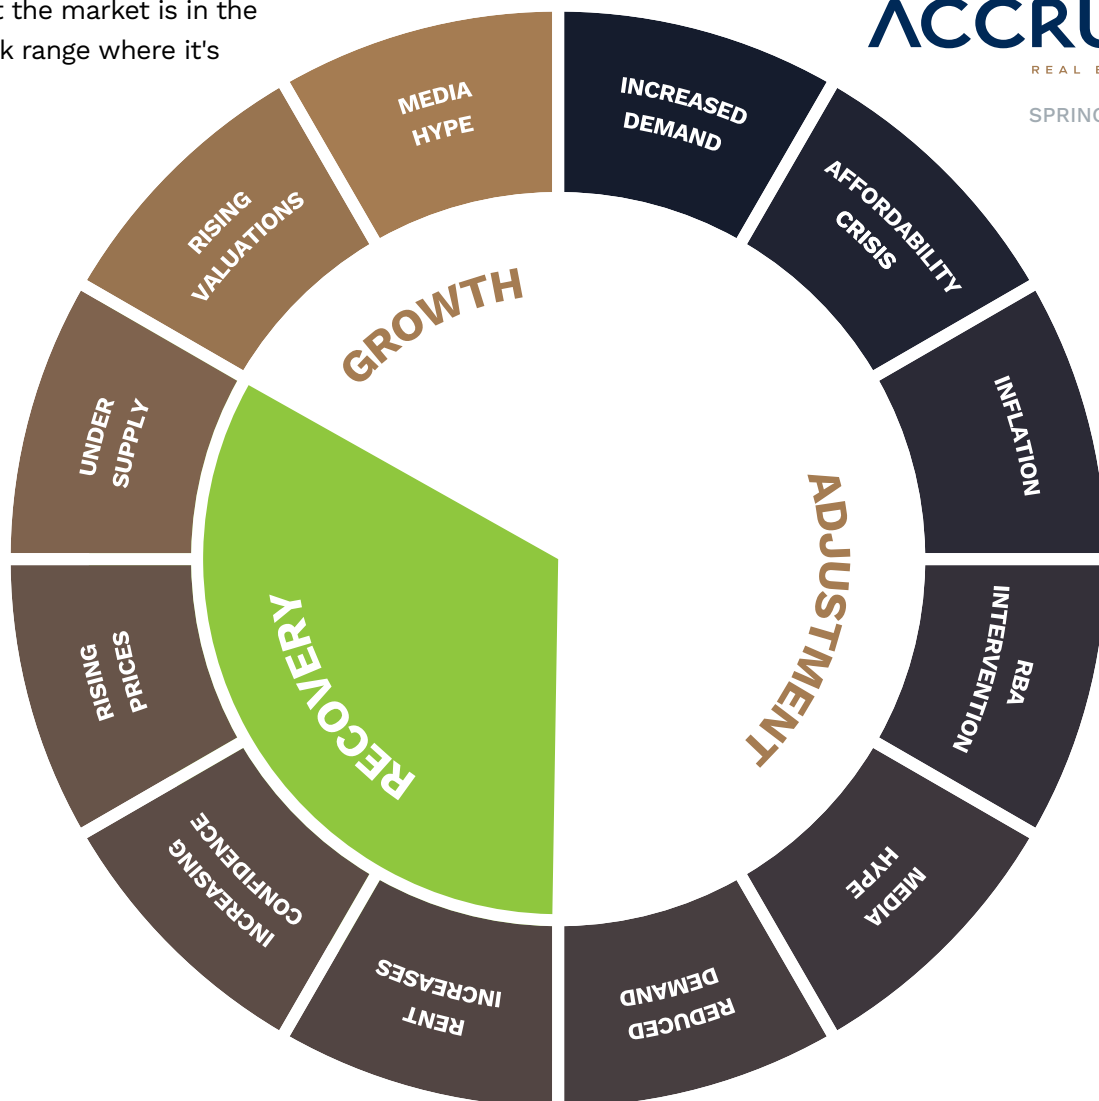 t the market is in the
k range where it's
ACCRU
REAL E
SPRING
MEDIA
HYPE
INCREASED
DEMAND
AFFORDABILITY
CRISIS
INFLATION
RBA
INTERVENTION
MEDIA
HYPE
REDUCED
DEMAND
RENT
INCREASES
INCREASING
CONFIDENCE
RISING
PRICES
UNDER
SUPPLY
RISING
VALUATIONS
GROWTH
ADJUSTMENT
RECOVERY